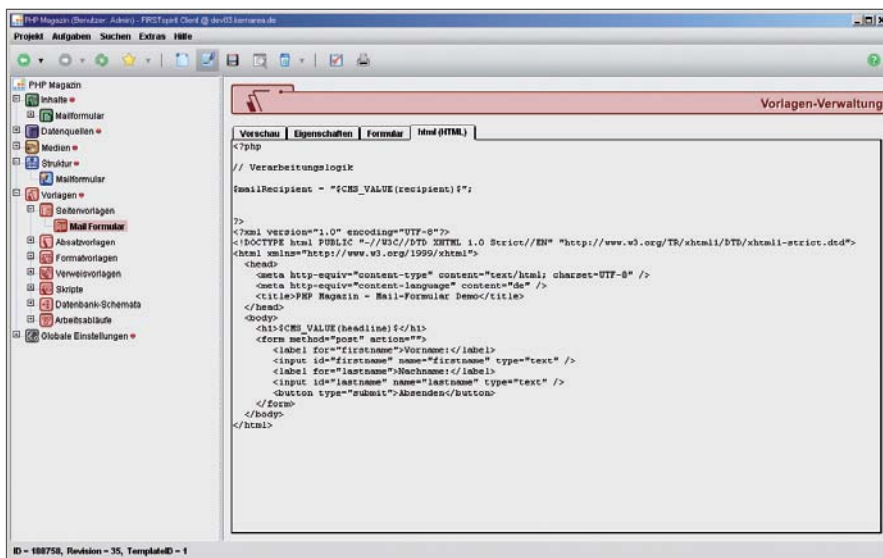 PHP Magazin (Benutzer: Admin) - FIRSTspirit Client @ dev03.kernarea.de
Projekt Aufgaben Suchen Extras Hilfe
PHP Magazin
Inhalte
Mailformular
Datenquellen
Medien
Struktur
Mailformular
Vorlagen
Seitenvorlagen
Mail Formular
Absatzvorlagen
Formatvorlagen
Verweisvorlagen
Skripte
Datenbank-Schemata
Arbeitsabläufe
Globale Einstellungen
Vorlagen-Verwaltung
Vorschau Eigenschaften Formular html (HTML)
<?php
// Verarbeitungslogik
$mailRecipient = "$CMS_VALUE(recipient)$";
?>
<?xml version="1.0" encoding="UTF-8"?>
<!DOCTYPE html PUBLIC "-//W3C//DTD XHTML 1.0 Strict//EN" "http://www.w3.org/TR/xhtml1/DTD/xhtml1-strict.dtd">
<html xmlns="http://www.w3.org/1999/xhtml">
<head>
<meta http-equiv="content-type" content="text/html; charset=UTF-8" />
<meta http-equiv="content-language" content="de" />
<title>PHP Magazin - Mail-Formular Demo</title>
</head>
<body>
<h1>$CMS_VALUE(headline)$</h1>
<form method="post" action="">
<label for="firstname">Vorname:</label>
<input id="firstname" name="firstname" type="text" />
<label for="lastname">Nachname:</label>
<input id="lastname" name="lastname" type="text" />
<button type="submit">Absenden</button>
</form>
</body>
</html>
ID = 188758, Revision = 35, TemplateID = 1